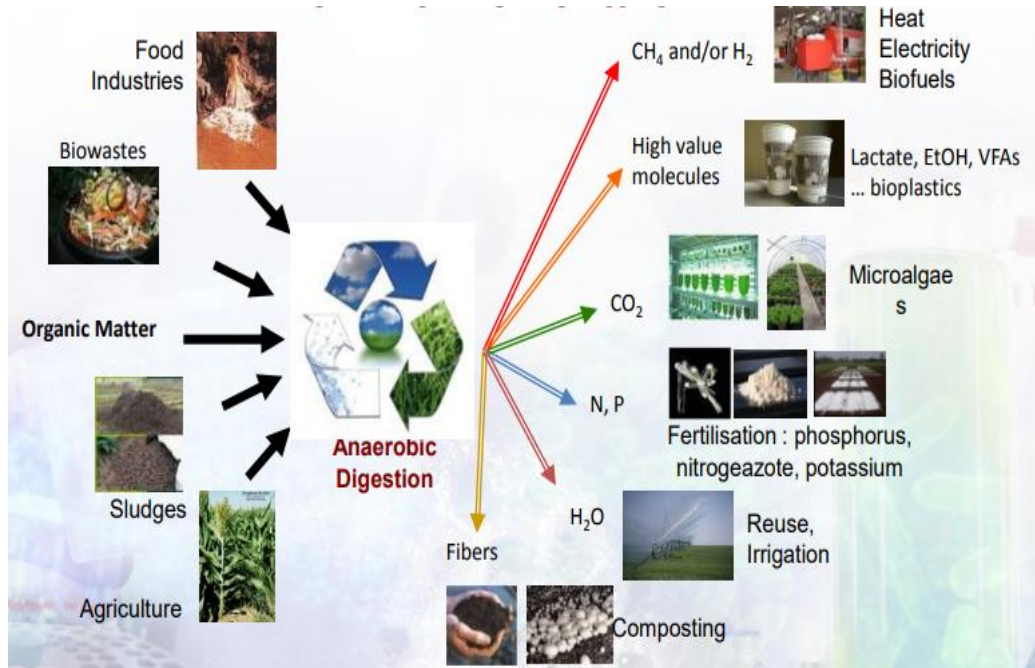 Food
Industries
Biowastes
Organic Matter
Sludges
Agriculture
Anaerobic
Digestion
CH₄ and/or H₂
Heat
Electricity
Biofuels
High value
molecules
Lactate, EtOH, VFAs
... bioplastics
CO₂
Microalgae
s
N, P
Fertilisation : phosphorus,
nitrogeazote, potassium
H₂O
Reuse,
Irrigation
Fibers
Composting